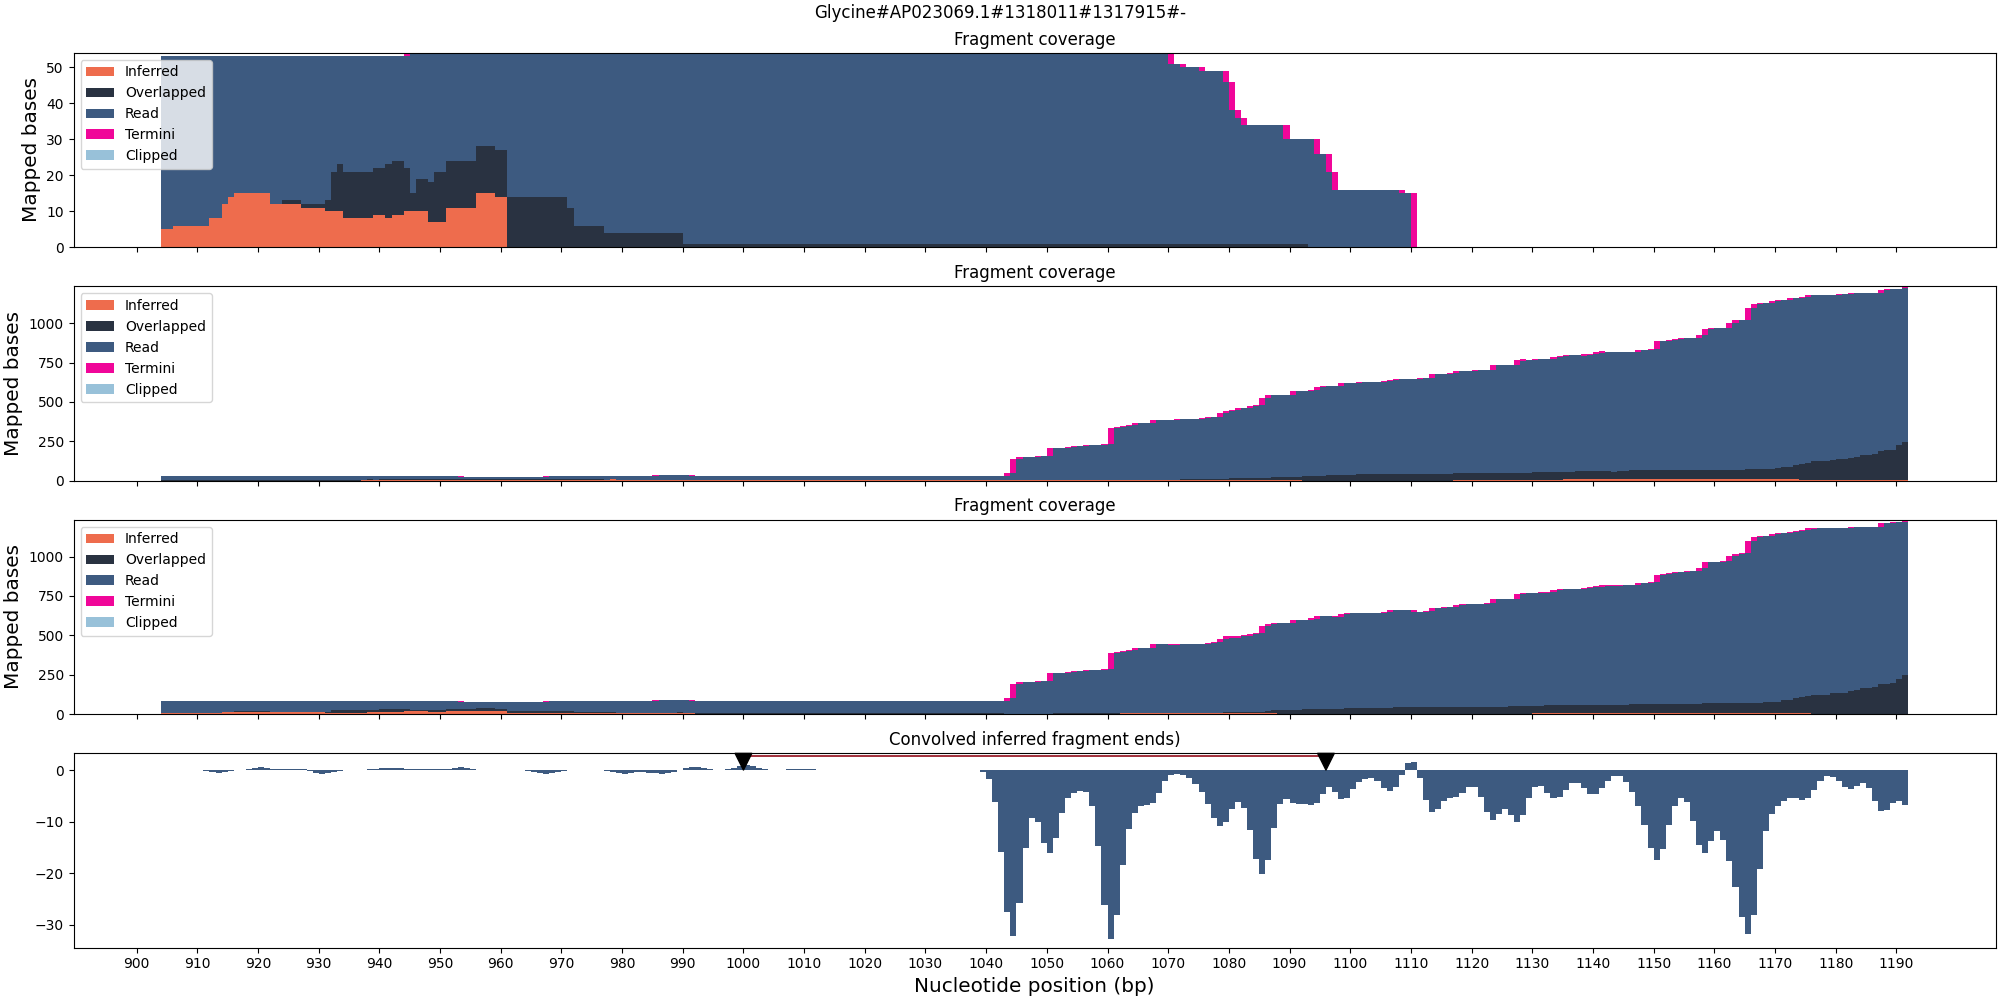 Glycine#AP023069.1#1318011#1317915#-
Fragment coverage
Mapped bases
50
40
30
20
10
0
Inferred
Overlapped
Read
Termini
Clipped
Fragment coverage
Mapped bases
1000
750
500
250
0
Inferred
Overlapped
Read
Termini
Clipped
Fragment coverage
Mapped bases
1000
750
500
250
0
Inferred
Overlapped
Read
Termini
Clipped
Convolved inferred fragment ends)
0
−10
−20
−30
900 910 920 930 940 950 960 970 980 990 1000 1010 1020 1030 1040 1050 1060 1070 1080 1090 1100 1110 1120 1130 1140 1150 1160 1170 1180 1190
Nucleotide position (bp)